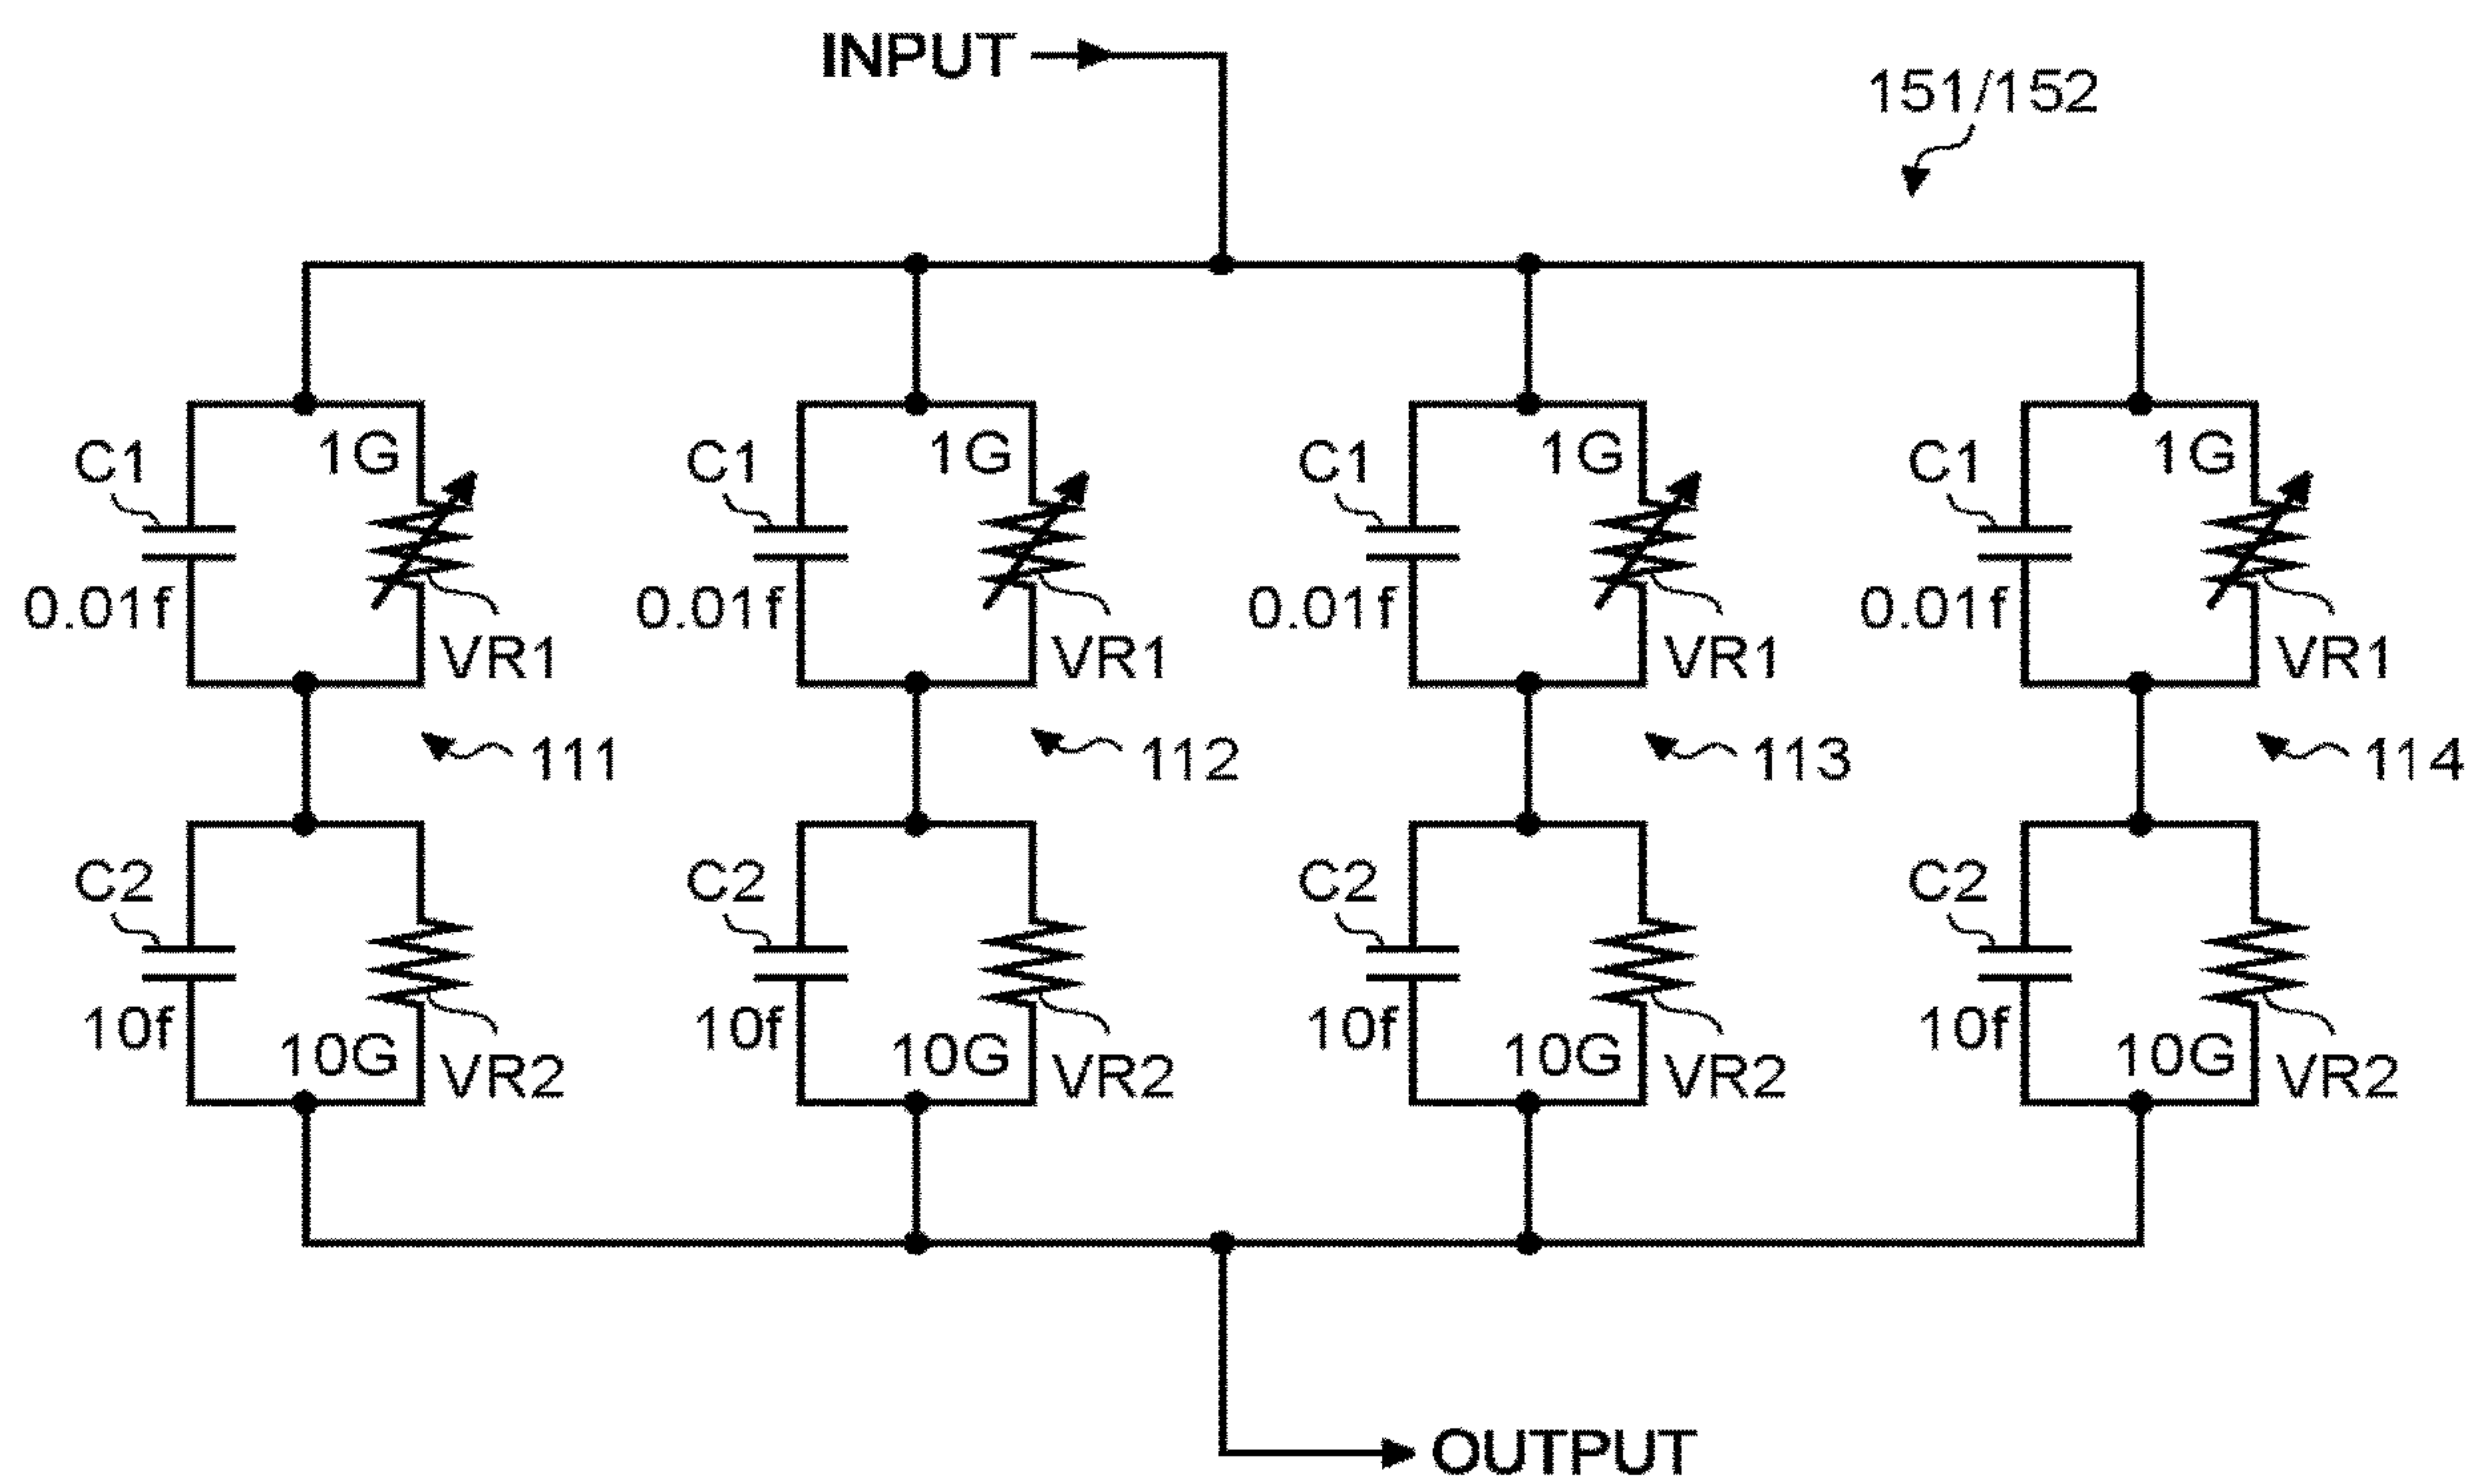 INPUT
151/152
C1 1G C1 1G C1 1G C1 1G
0.01f 0.01f 0.01f 0.01f
VR1 VR1 VR1 VR1
111 112 113 114
C2 C2 C2 C2
10f 10G 10f 10G 10f 10G 10f 10G
VR2 VR2 VR2 VR2
OUTPUT